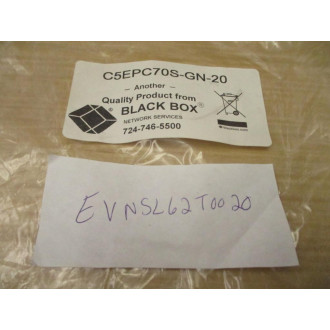 C5EPC70S-GN-20
– Another –
Quality Product from
BLACK BOX®
NETWORK SERVICES
724-746-5500
EVNSL62T0020